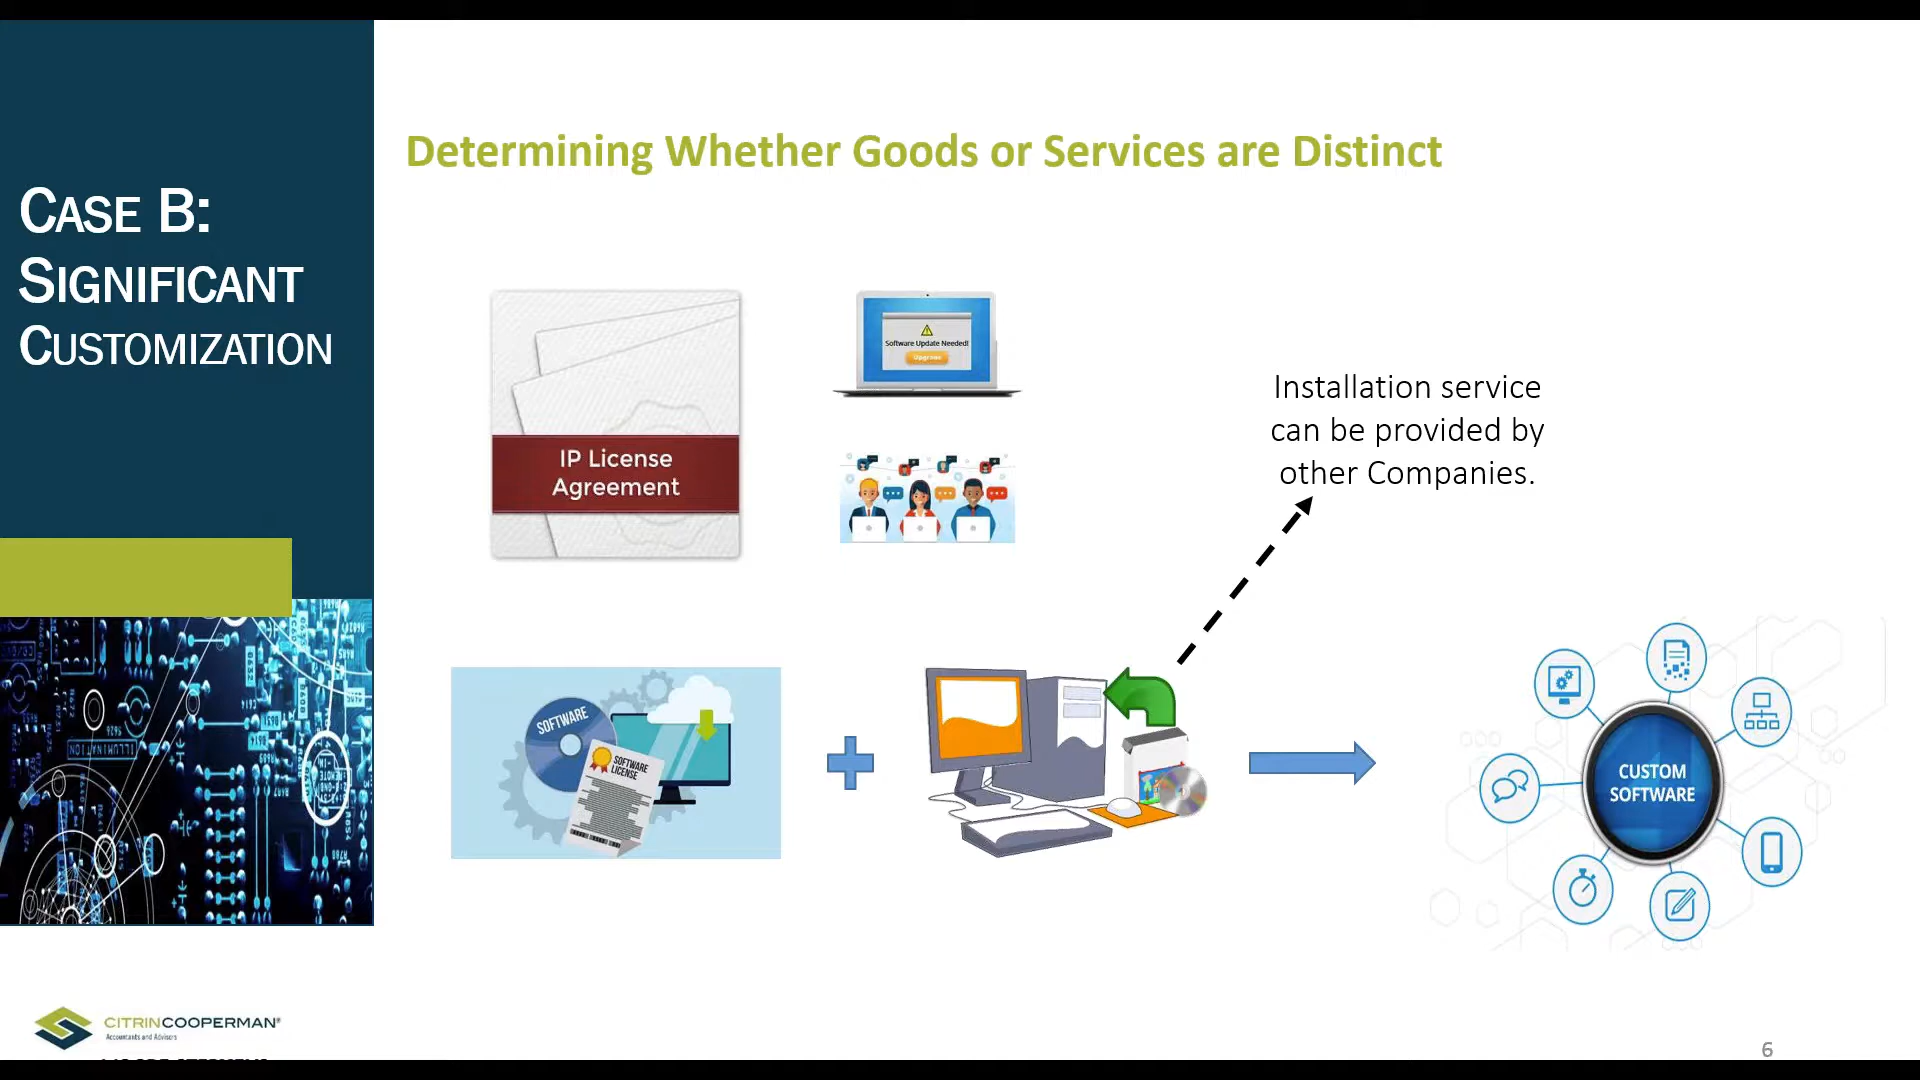 CASE B:
SIGNIFICANT
CUSTOMIZATION
Determining Whether Goods or Services are Distinct
IP License
Agreement
Software Update Needed!
Upgrade
Installation service
can be provided by
other Companies.
SOFTWARE
SOFTWARE
LICENSE
CUSTOM
SOFTWARE
ILLUMINATION
CITRINCOOPERMAN®
Accountants and Advisors
6